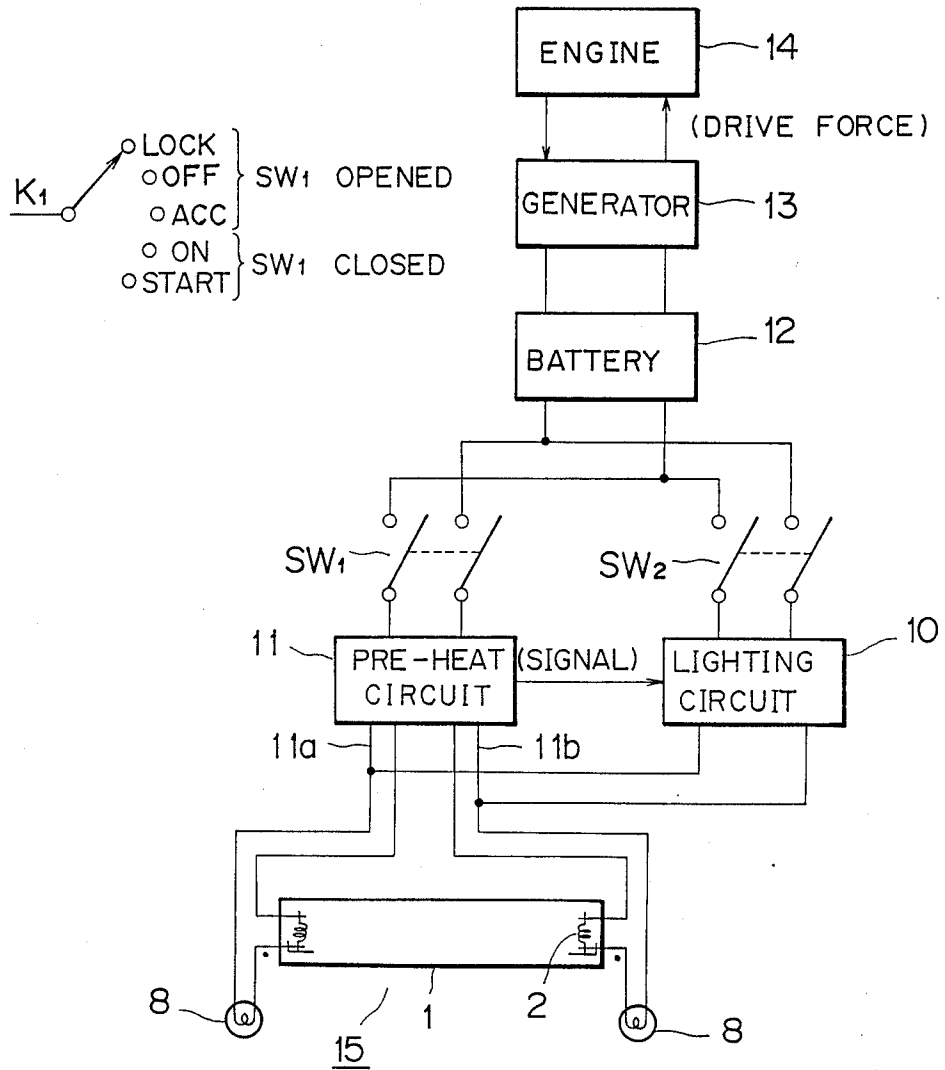 ENGINE
14
(DRIVE FORCE)
LOCK
OFF
ACC
SW1 OPENED
K1
ON
START
SW1 CLOSED
GENERATOR
13
BATTERY
12
SW1
SW2
11
PRE-HEAT
CIRCUIT
(SIGNAL)
LIGHTING
CIRCUIT
10
11a
11b
8
1
2
8
15